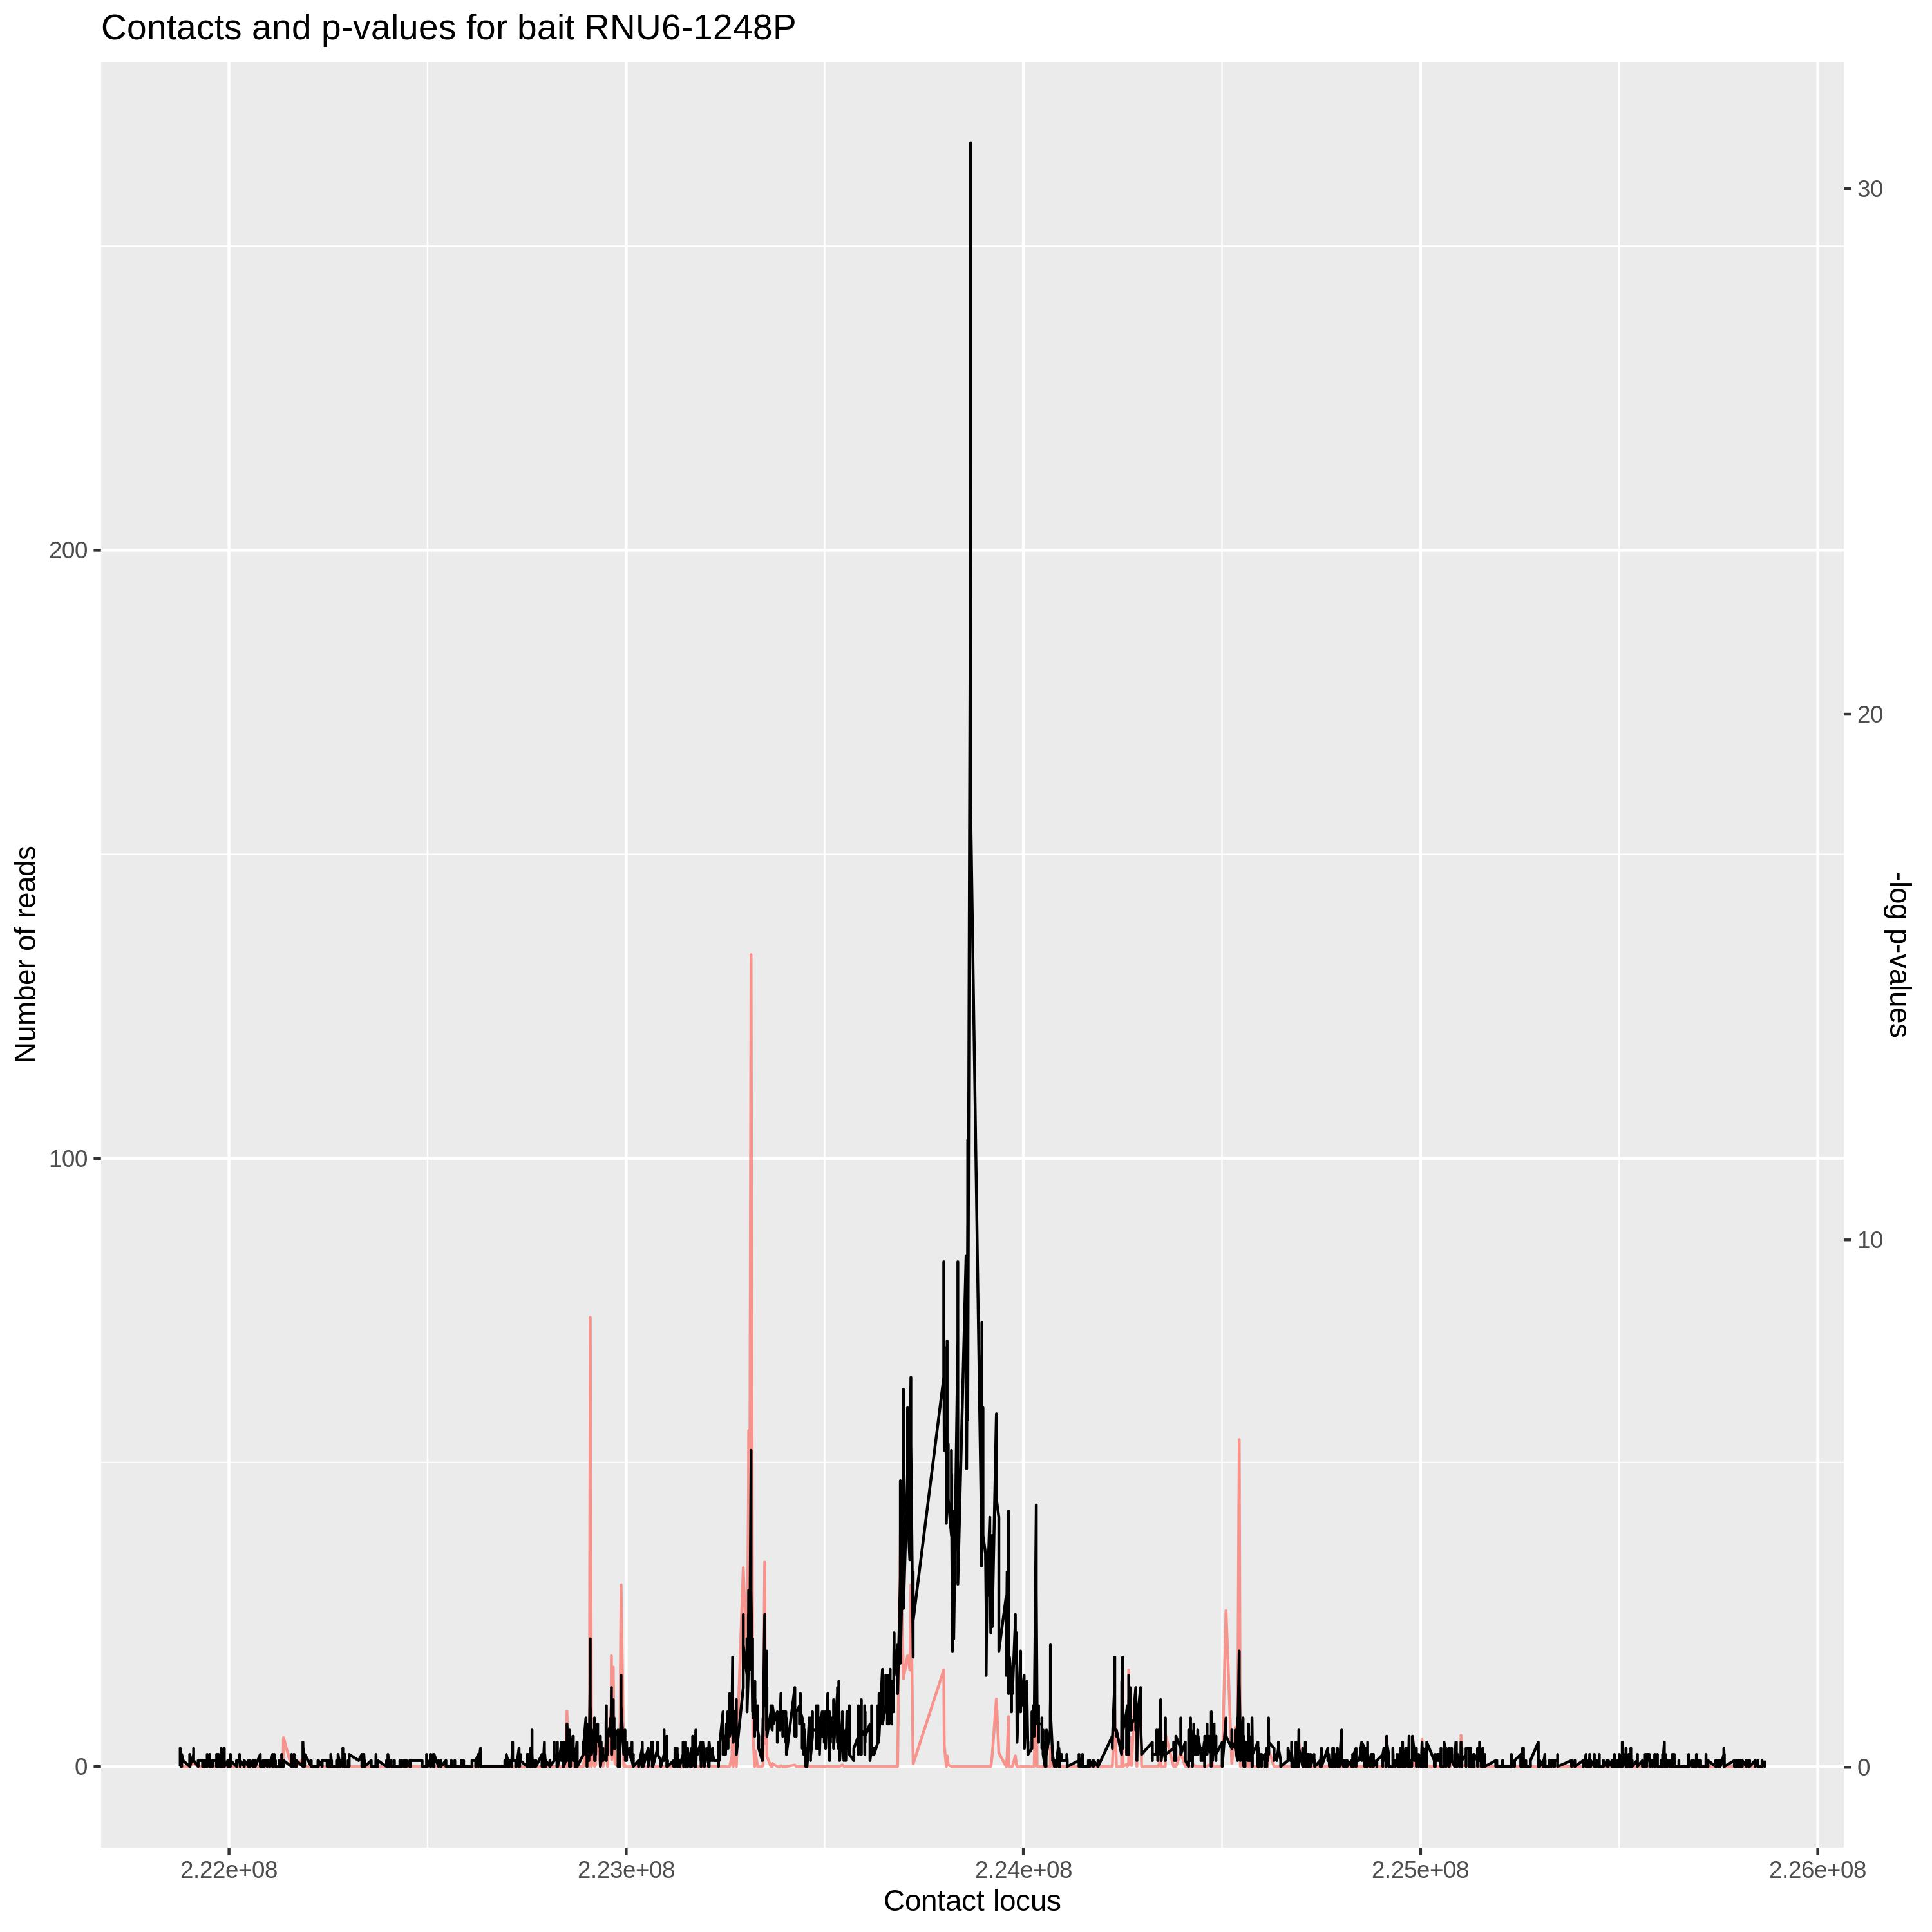 Contacts and p-values for bait RNU6-1248P
Number of reads
200
100
0
30
20
10
0
-log p-values
2.22e+08 2.23e+08 2.24e+08 2.25e+08 2.26e+08
Contact locus